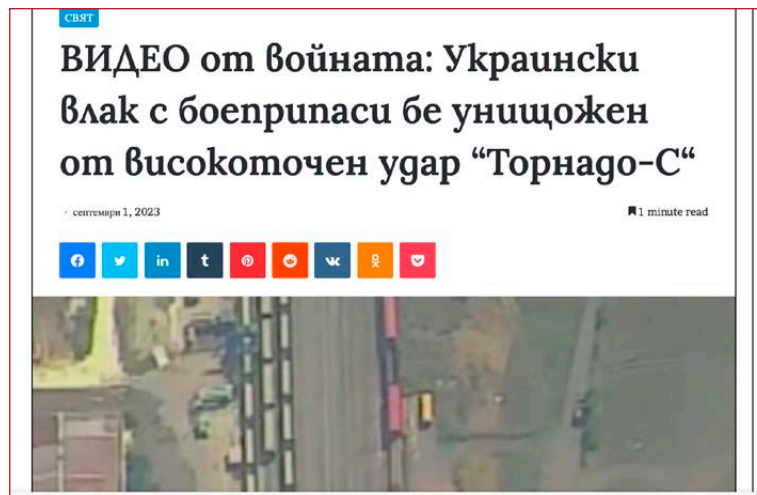 СВЯТ
ВИДЕО от войната: Украински
влак с боеприпаси бе унищожен
от високоточен удар “Торнадо-С“
септември 1, 2023
1 minute read